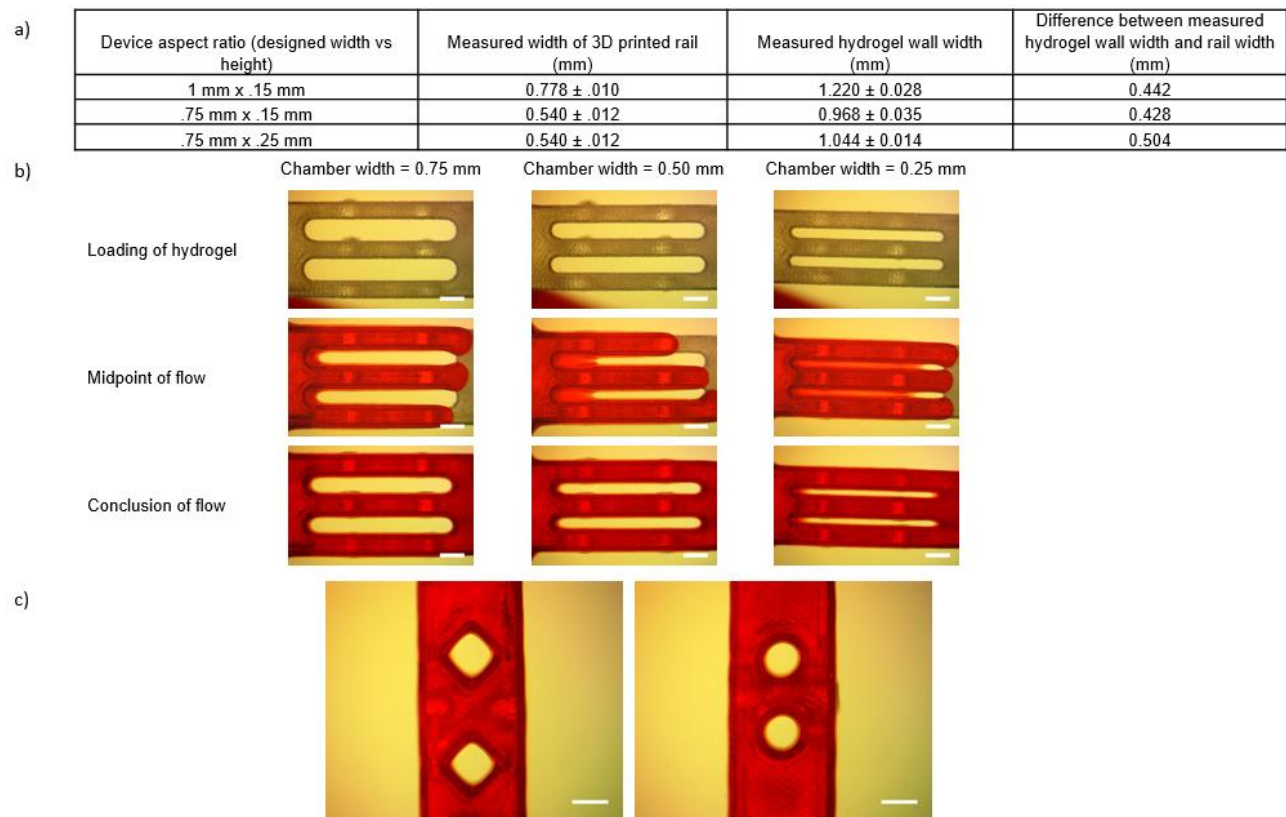 a)
Device aspect ratio (designed width vs height)
Measured width of 3D printed rail (mm)
Measured hydrogel wall width (mm)
Difference between measured hydrogel wall width and rail width (mm)
1 mm x .15 mm 0.778 ± .010 1.220 ± 0.028 0.442
.75 mm x .15 mm 0.540 ± .012 0.968 ± 0.035 0.428
.75 mm x .25 mm 0.540 ± .012 1.044 ± 0.014 0.504
b)
Chamber width = 0.75 mm Chamber width = 0.50 mm Chamber width = 0.25 mm
Loading of hydrogel
Midpoint of flow
Conclusion of flow
c)